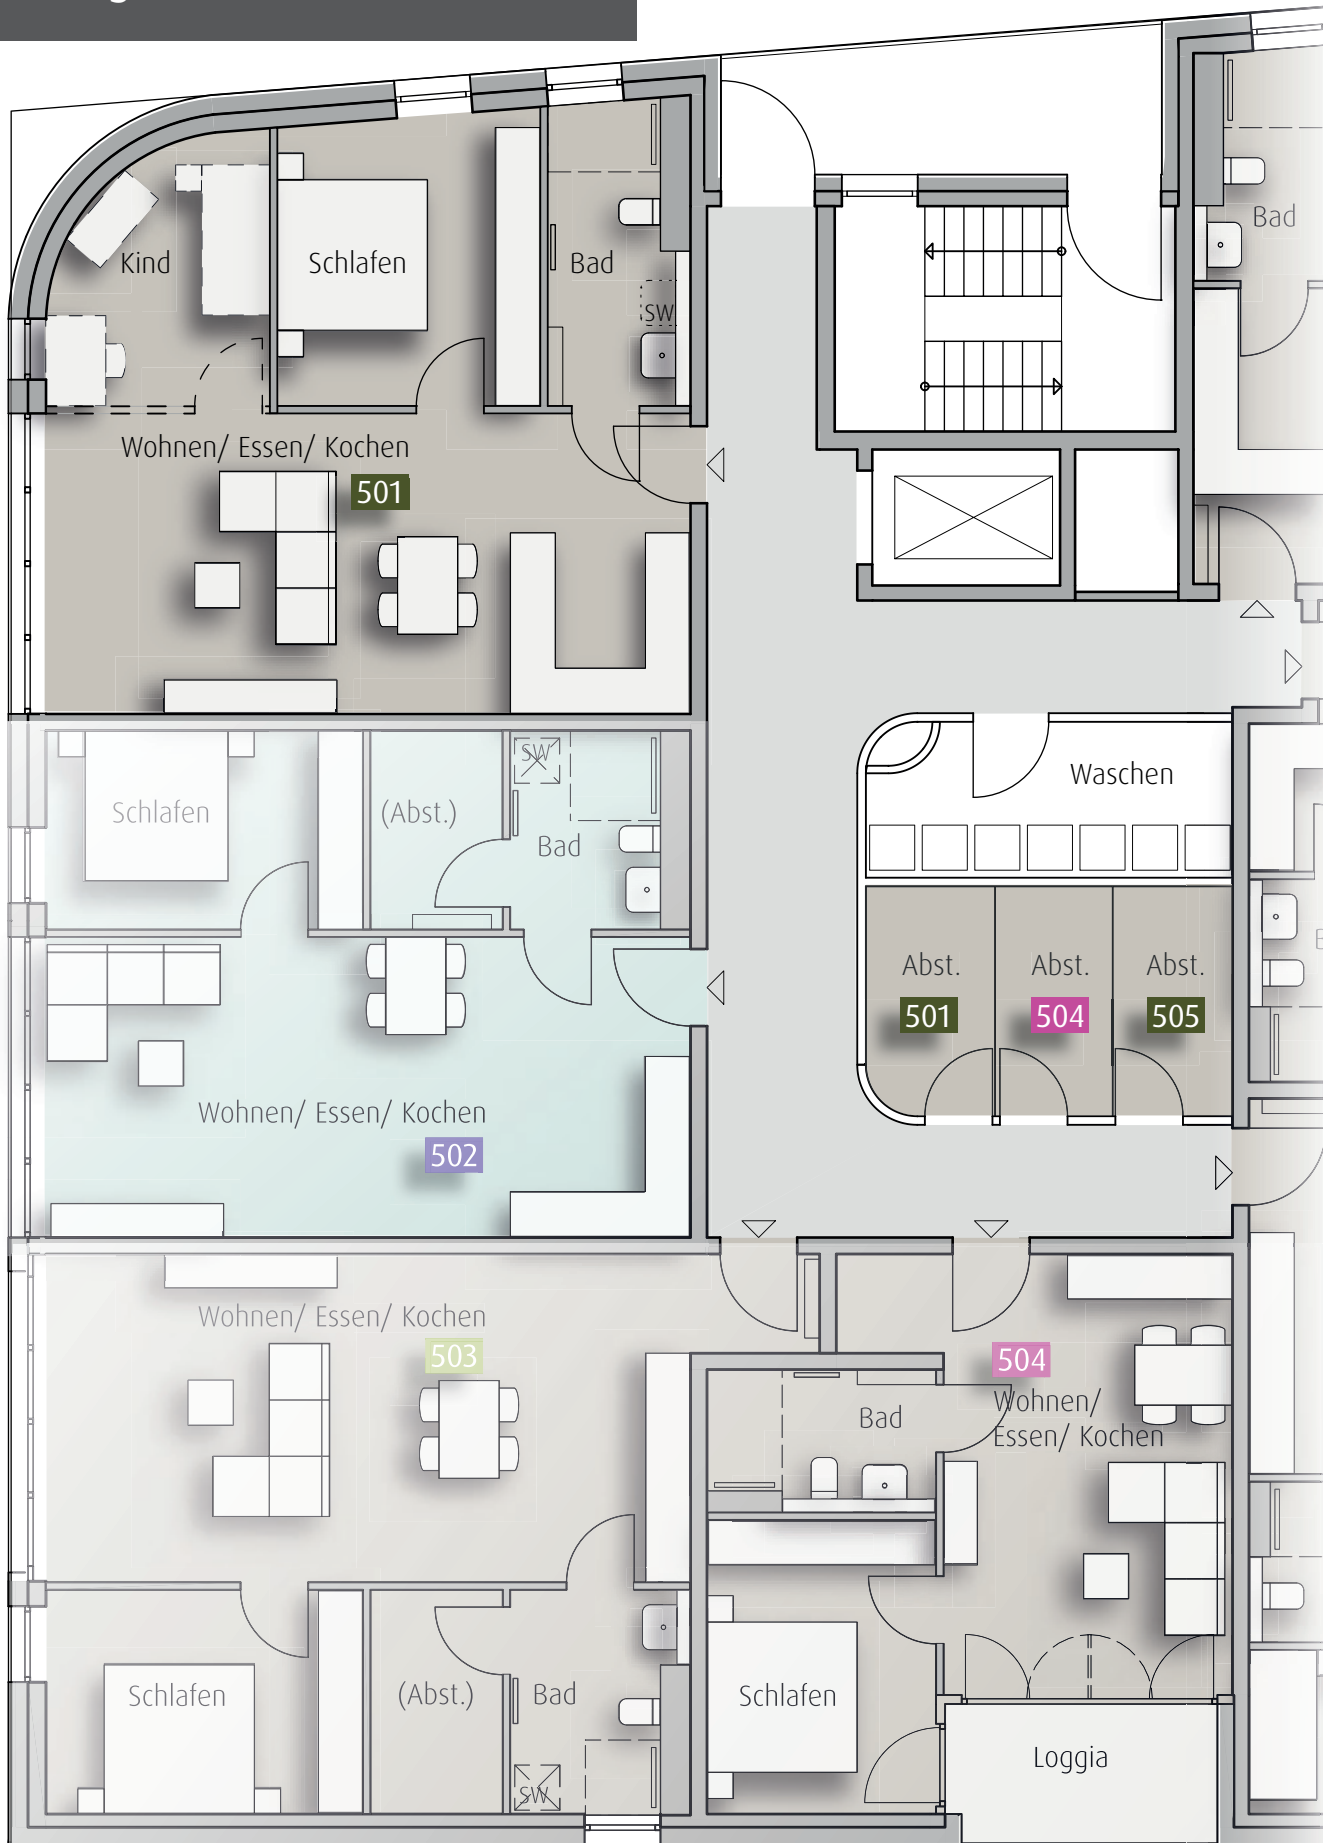 Kind
Schlafen
Bad
SW
Wohnen/ Essen/ Kochen
501
Bad
Schlafen
(Abst.)
SW
Bad
Wohnen/ Essen/ Kochen
502
Waschen
Abst.
501
Abst.
504
Abst.
505
Wohnen/ Essen/ Kochen
503
504
Wohnen/
Essen/ Kochen
Bad
Schlafen
(Abst.)
Bad
SW
Schlafen
Loggia